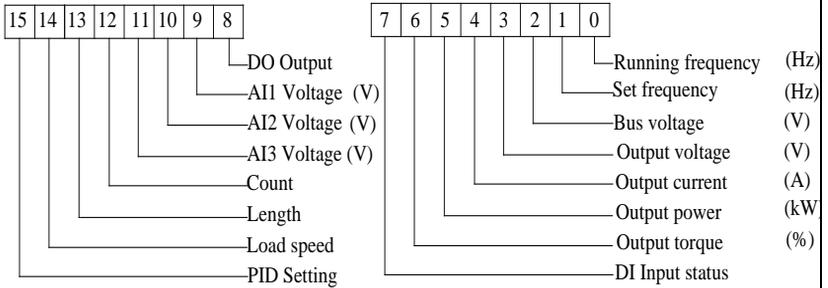 15 14 13 12 11 10 9 8
DO Output
AI1 Voltage (V)
AI2 Voltage (V)
AI3 Voltage (V)
Count
Length
Load speed
PID Setting
7 6 5 4 3 2 1 0
Running frequency (Hz)
Set frequency (Hz)
Bus voltage (V)
Output voltage (V)
Output current (A)
Output power (kW)
Output torque (%)
DI Input status